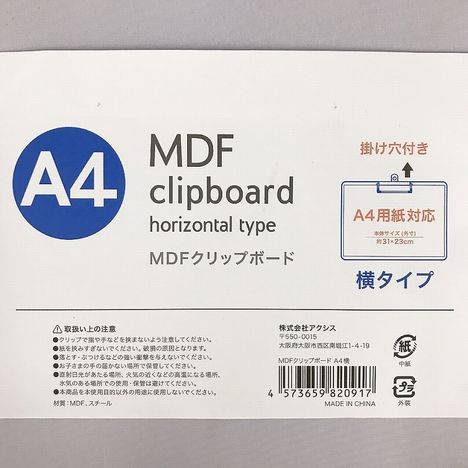 A4
MDF
clipboard
horizontal type
MDFクリップボード
掛け穴付き
A4用紙対応
本体サイズ(外寸)
約31×23cm
横タイプ
⚠取扱い上の注意
●クリップで指や手などを挟まないよう注意してください。
●紙を挟みすぎないでください。破損の原因となります。
●落とす・ぶつけるなどの強い衝撃を与えないでください。
●お子さまの手の届かない場所で保管してください。
●直射日光があたる場所、火気の近くなどの高温になる場所、
水気のある場所での使用・保管は避けてください。
●本商品を本使用目的以外の用途に使用しないでください。
材質:MDF、スチール
株式会社アクシス
〒550-0015
大阪府大阪市西区南堀江1-4-19
MDFクリップボード A4横
4 573659 820917
MADE IN CHINA
紙
中紙
プラ
外装